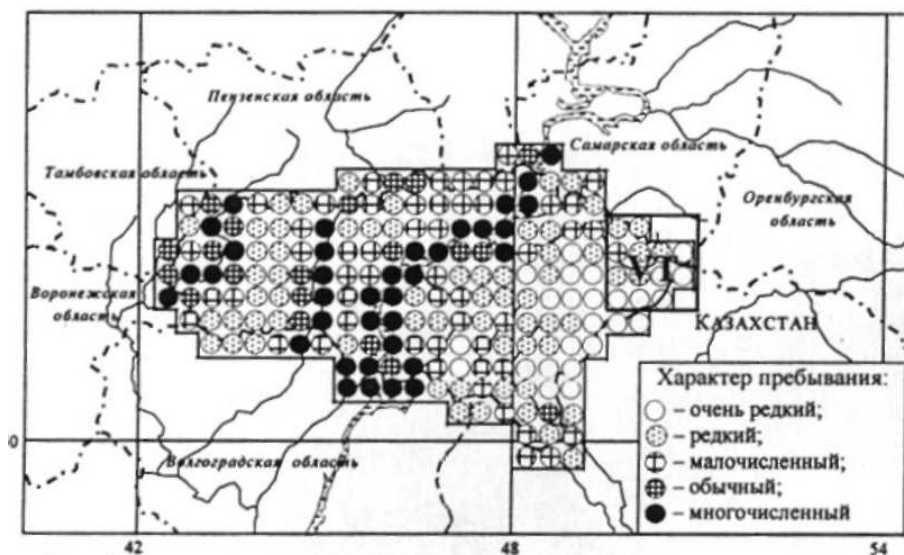 Пензенская область
Тамбовская область
Самарская область
Оренбургская область
Воронежская область
VI
КАЗАХСТАН
Волгоградская область
Характер пребывания:
– очень редкий;
– редкий;
– малочисленный;
– обычный;
– многочисленный
0
42
48
54